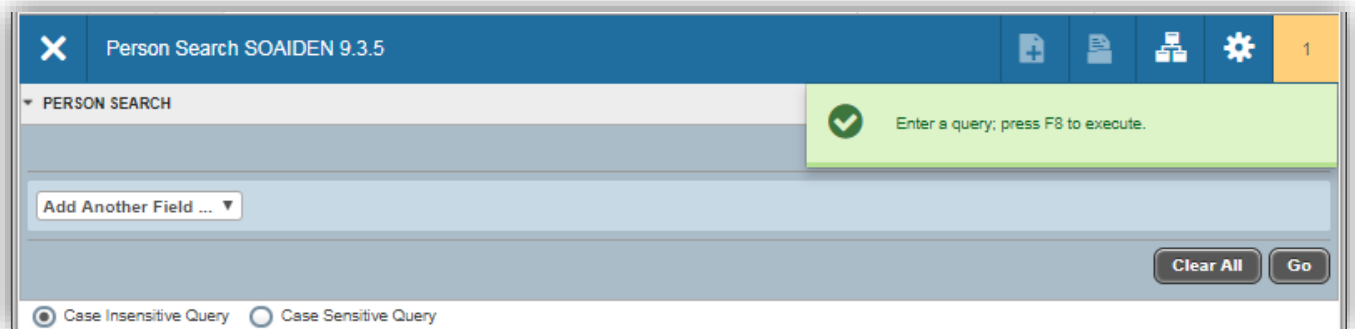 Person Search SOAIDEN 9.3.5
1
PERSON SEARCH
Enter a query; press F8 to execute.
Add Another Field ...
Clear All
Go
Case Insensitive Query
Case Sensitive Query